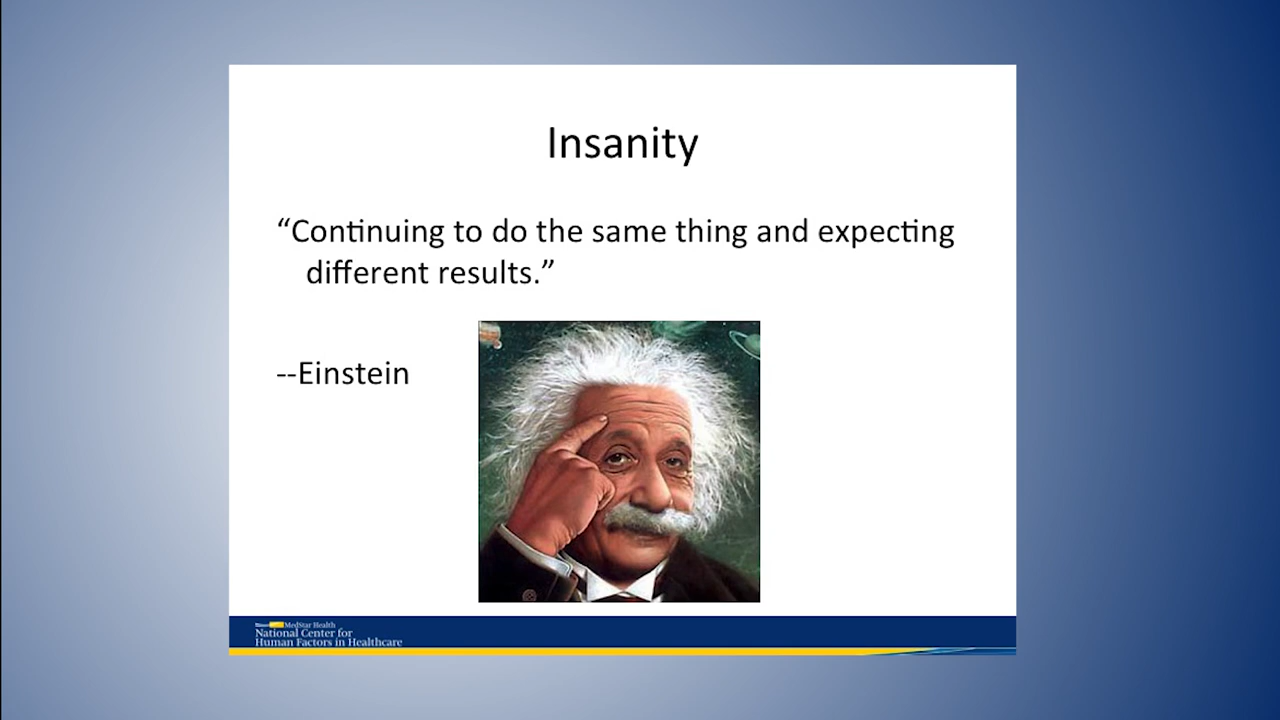 Insanity
“Continuing to do the same thing and expecting
different results.”
--Einstein
MedStar Health
National Center for
Human Factors in Healthcare